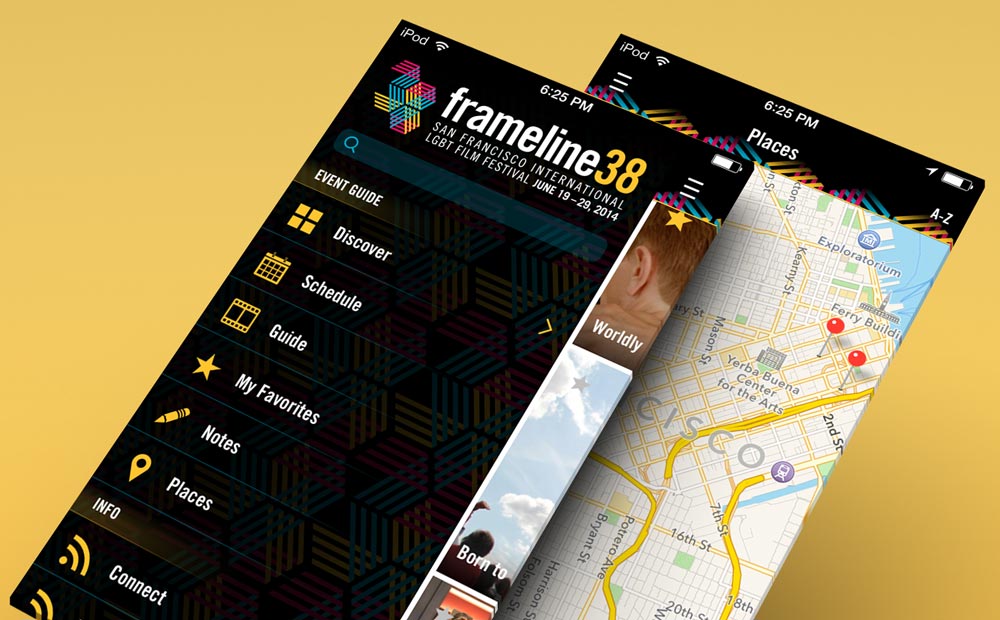 iPod
6:25 PM
frameline38
SAN FRANCISCO INTERNATIONAL
LGBT FILM FESTIVAL JUNE 19–29, 2014
EVENT GUIDE
Discover
Schedule
Guide
My Favorites
Notes
Places
INFO
Connect
Worldly
Born to
iPod
6:25 PM
Places
A-Z
Exploratorium
Kearny St
Ferry Buildi
Mason St
Yerba Buena
Center
for the Arts
CISCO
2nd St
7th St
16th St
Bryant St
Potrero Ave
Harrison St
Folsom St
20th St
18th